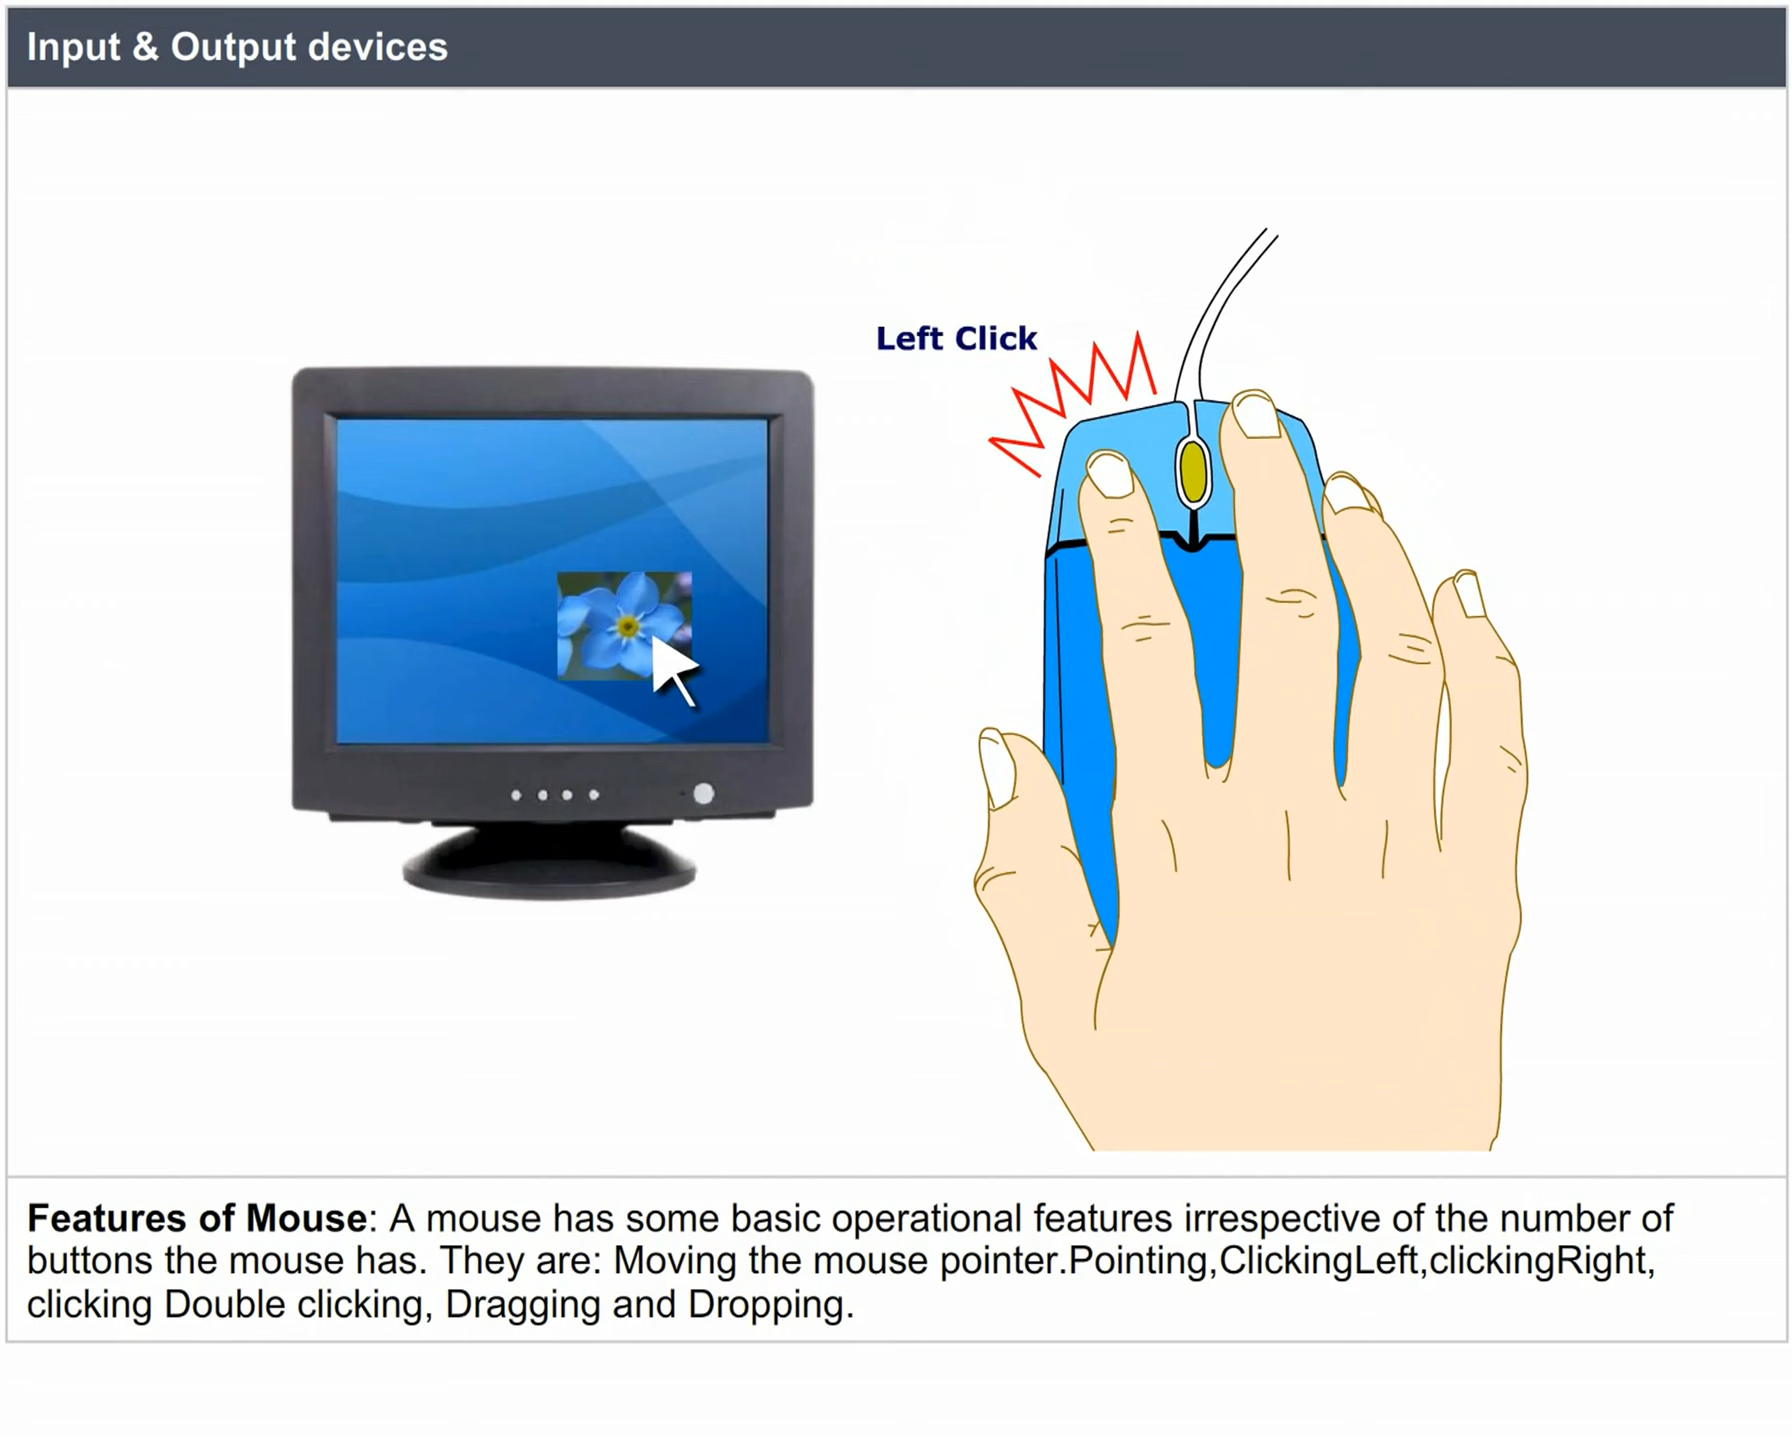 Input & Output devices
Left Click
Features of Mouse: A mouse has some basic operational features irrespective of the number of
buttons the mouse has. They are: Moving the mouse pointer.Pointing,ClickingLeft,clickingRight,
clicking Double clicking, Dragging and Dropping.